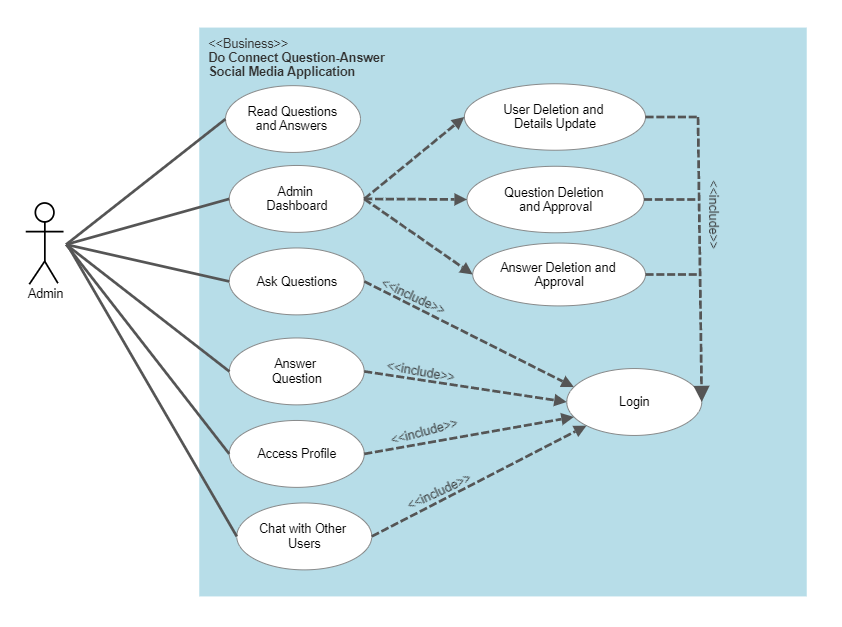 <<Business>>
Do Connect Question-Answer
Social Media Application
Read Questions
and Answers
User Deletion and
Details Update
Admin
Dashboard
Question Deletion
and Approval
<<include>>
Answer Deletion and
Approval
Ask Questions
<<include>>
Admin
Answer
Question
<<include>>
Login
Access Profile
<<include>>
Chat with Other
Users
<<include>>